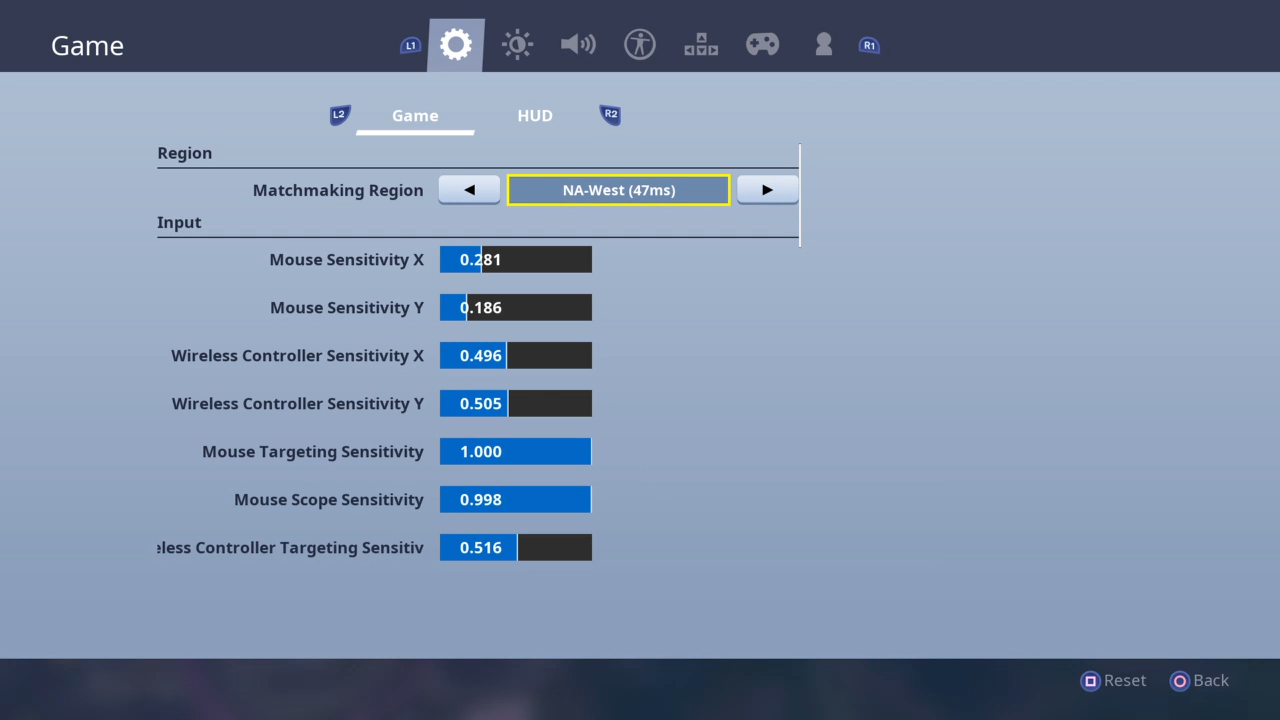 Game
L1
R1
L2 Game HUD R2
Region
Matchmaking Region NA-West (47ms)
Input
Mouse Sensitivity X 0.281
Mouse Sensitivity Y 0.186
Wireless Controller Sensitivity X 0.496
Wireless Controller Sensitivity Y 0.505
Mouse Targeting Sensitivity 1.000
Mouse Scope Sensitivity 0.998
eless Controller Targeting Sensitiv 0.516
Reset Back